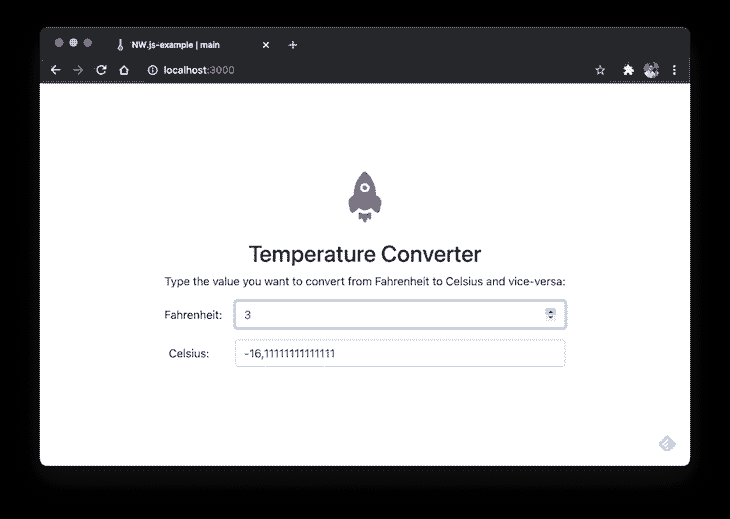 NW.js-example | main
localhost:3000
Temperature Converter
Type the value you want to convert from Fahrenheit to Celsius and vice-versa:
Fahrenheit: 3
Celsius: -16,11111111111111